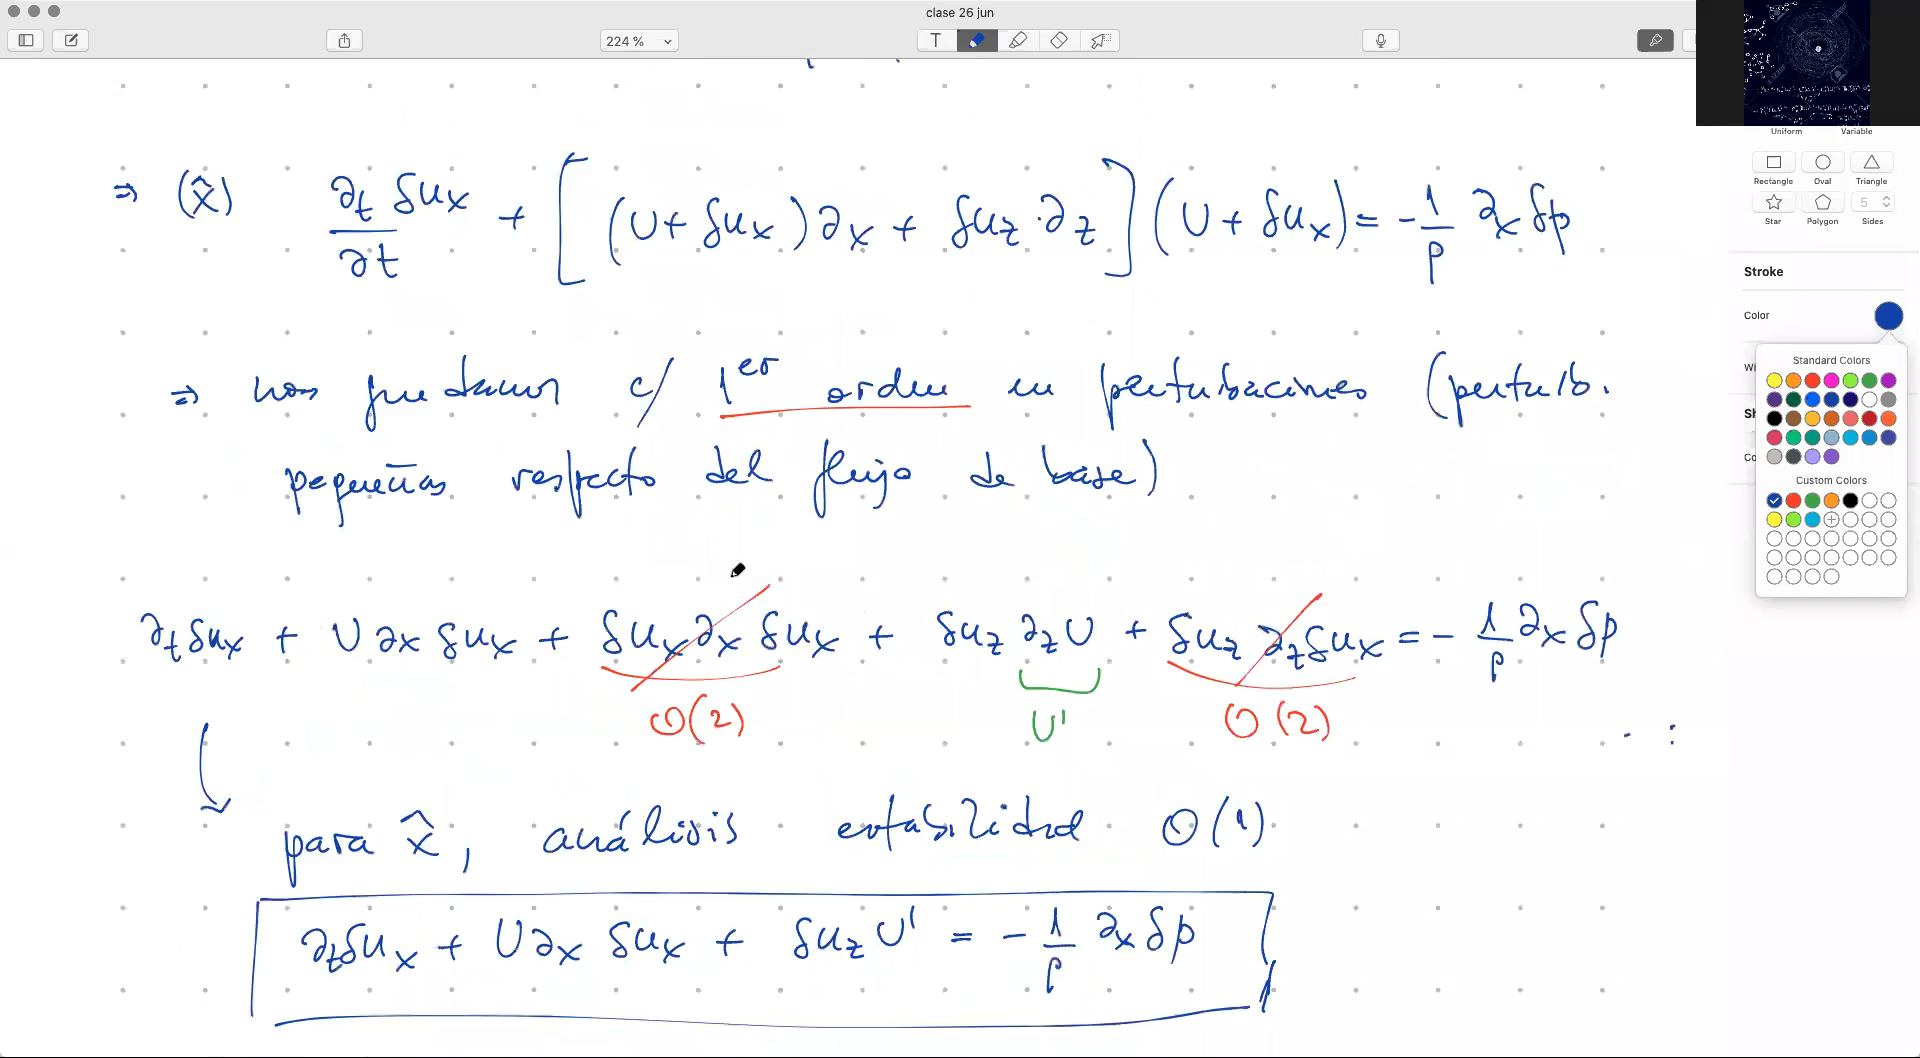 clase 26 jun
224 %
T
Uniform Variable
Rectangle Oval Triangle
Star Polygon 5 Sides
Stroke
Color
Standard Colors
Custom Colors
⇒ (x̂) ∂t δux / ∂t + [(U + δux)∂x + δuz·∂z](U + δux) = -1/ρ ∂x δp
⇒ nos quedamos c/ 1er orden en perturbaciones (perturb.
pequeñas respecto del flujo de base)
∂t δux + U ∂x δux + δux ∂x δux + δuz ∂z U + δuz ∂z δux = - 1/ρ ∂x δp
O(2) U' O(2)
para x̂, análisis estabilidad O(1)
∂t δux + U ∂x δux + δuz U' = - 1/ρ ∂x δp